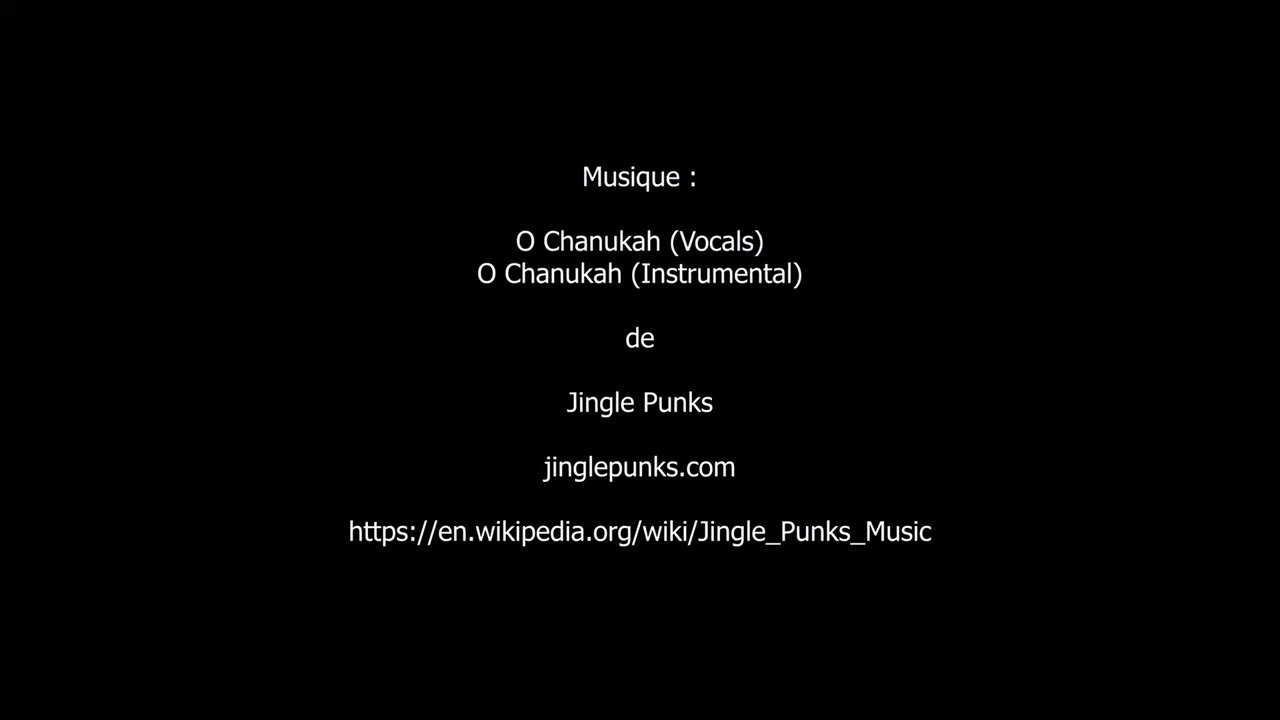 Musique :
O Chanukah (Vocals)
O Chanukah (Instrumental)
de
Jingle Punks
jinglepunks.com
https://en.wikipedia.org/wiki/Jingle_Punks_Music